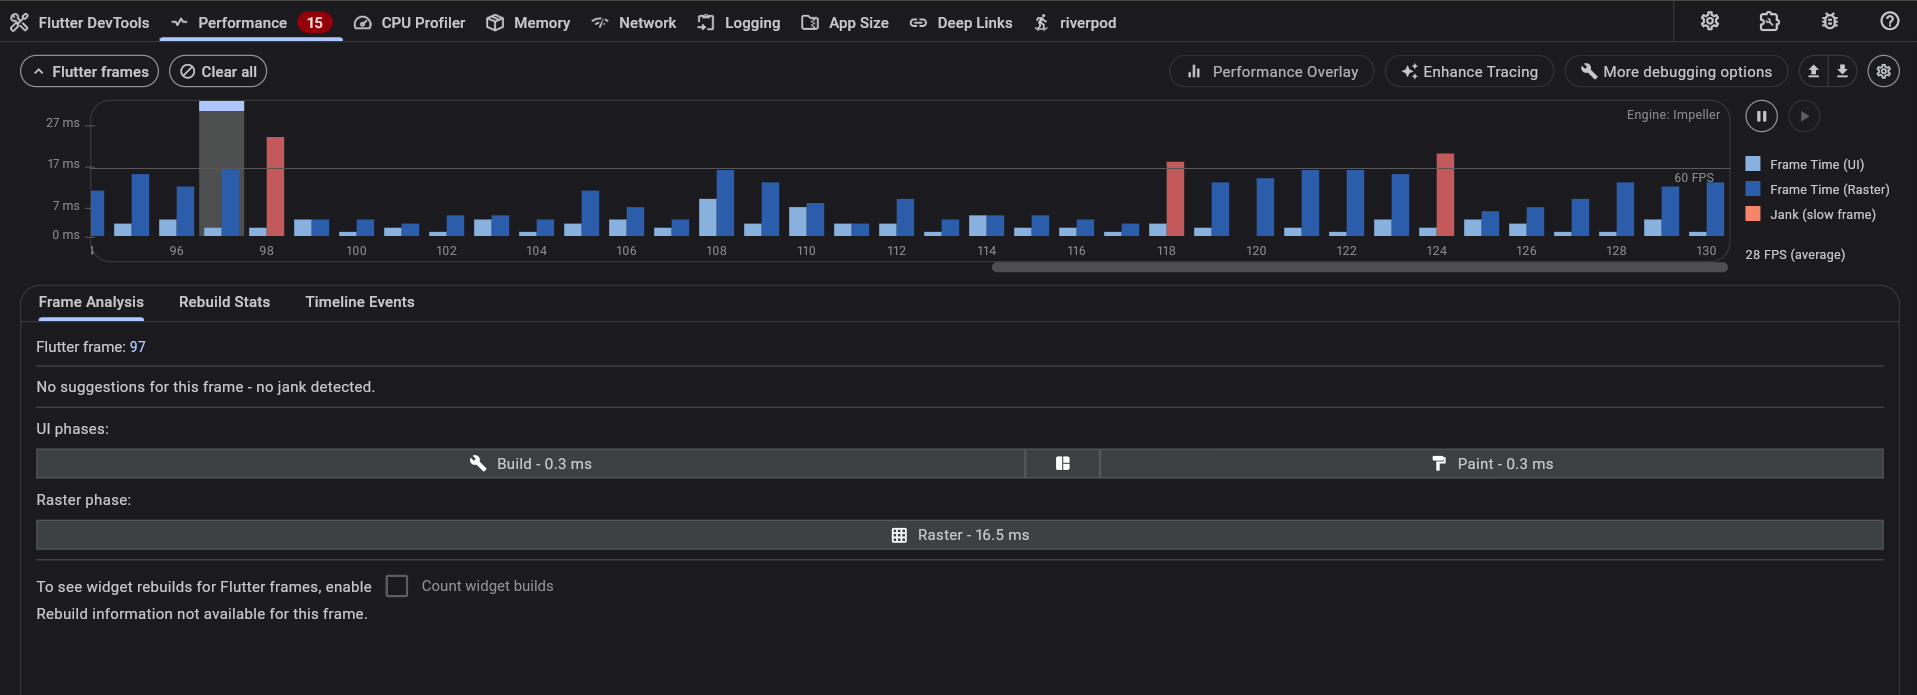 Flutter DevTools Performance 15 CPU Profiler Memory Network Logging App Size Deep Links riverpod
Flutter frames Clear all Performance Overlay Enhance Tracing More debugging options
Engine: Impeller
27 ms
17 ms
7 ms
0 ms
60 FPS
96 98 100 102 104 106 108 110 112 114 116 118 120 122 124 126 128 130
Frame Time (UI)
Frame Time (Raster)
Jank (slow frame)
28 FPS (average)
Frame Analysis Rebuild Stats Timeline Events
Flutter frame: 97
No suggestions for this frame - no jank detected.
UI phases:
Build - 0.3 ms Paint - 0.3 ms
Raster phase:
Raster - 16.5 ms
To see widget rebuilds for Flutter frames, enable Count widget builds
Rebuild information not available for this frame.